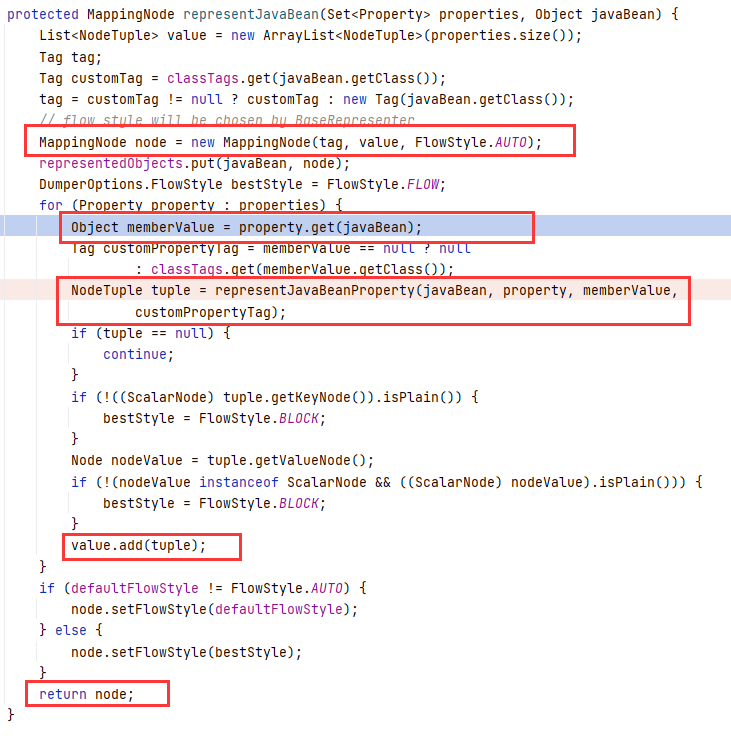 protected MappingNode representJavaBean(Set<Property> properties, Object javaBean) {
List<NodeTuple> value = new ArrayList<NodeTuple>(properties.size());
Tag tag;
Tag customTag = classTags.get(javaBean.getClass());
tag = customTag != null ? customTag : new Tag(javaBean.getClass());
// flow style will be chosen by BaseRepresenter
MappingNode node = new MappingNode(tag, value, FlowStyle.AUTO);
representedObjects.put(javaBean, node);
DumperOptions.FlowStyle bestStyle = FlowStyle.FLOW;
for (Property property : properties) {
Object memberValue = property.get(javaBean);
Tag customPropertyTag = memberValue == null ? null
: classTags.get(memberValue.getClass());
NodeTuple tuple = representJavaBeanProperty(javaBean, property, memberValue,
customPropertyTag);
if (tuple == null) {
continue;
}
if (!((ScalarNode) tuple.getKeyNode()).isPlain()) {
bestStyle = FlowStyle.BLOCK;
}
Node nodeValue = tuple.getValueNode();
if (!(nodeValue instanceof ScalarNode && ((ScalarNode) nodeValue).isPlain())) {
bestStyle = FlowStyle.BLOCK;
}
value.add(tuple);
}
if (defaultFlowStyle != FlowStyle.AUTO) {
node.setFlowStyle(defaultFlowStyle);
} else {
node.setFlowStyle(bestStyle);
}
return node;
}